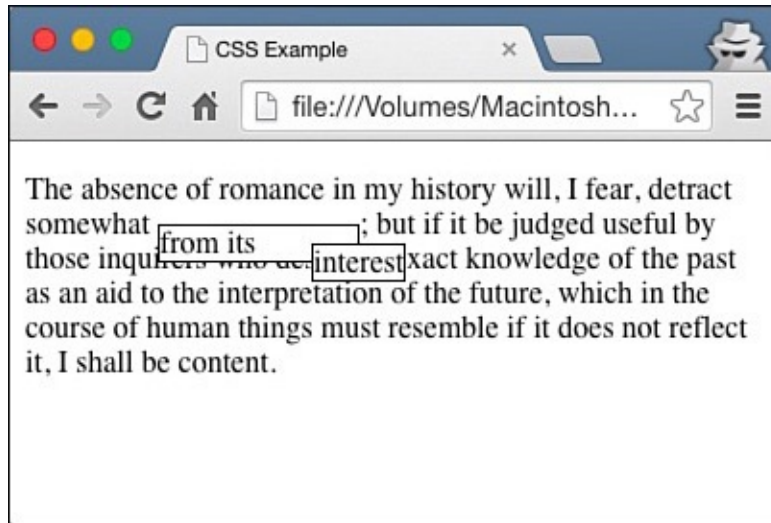 CSS Example
file:///Volumes/Macintosh...
The absence of romance in my history will, I fear, detract
somewhat from its interest; but if it be judged useful by
those who exact knowledge of the past
as an aid to the interpretation of the future, which in the
course of human things must resemble if it does not reflect
it, I shall be content.